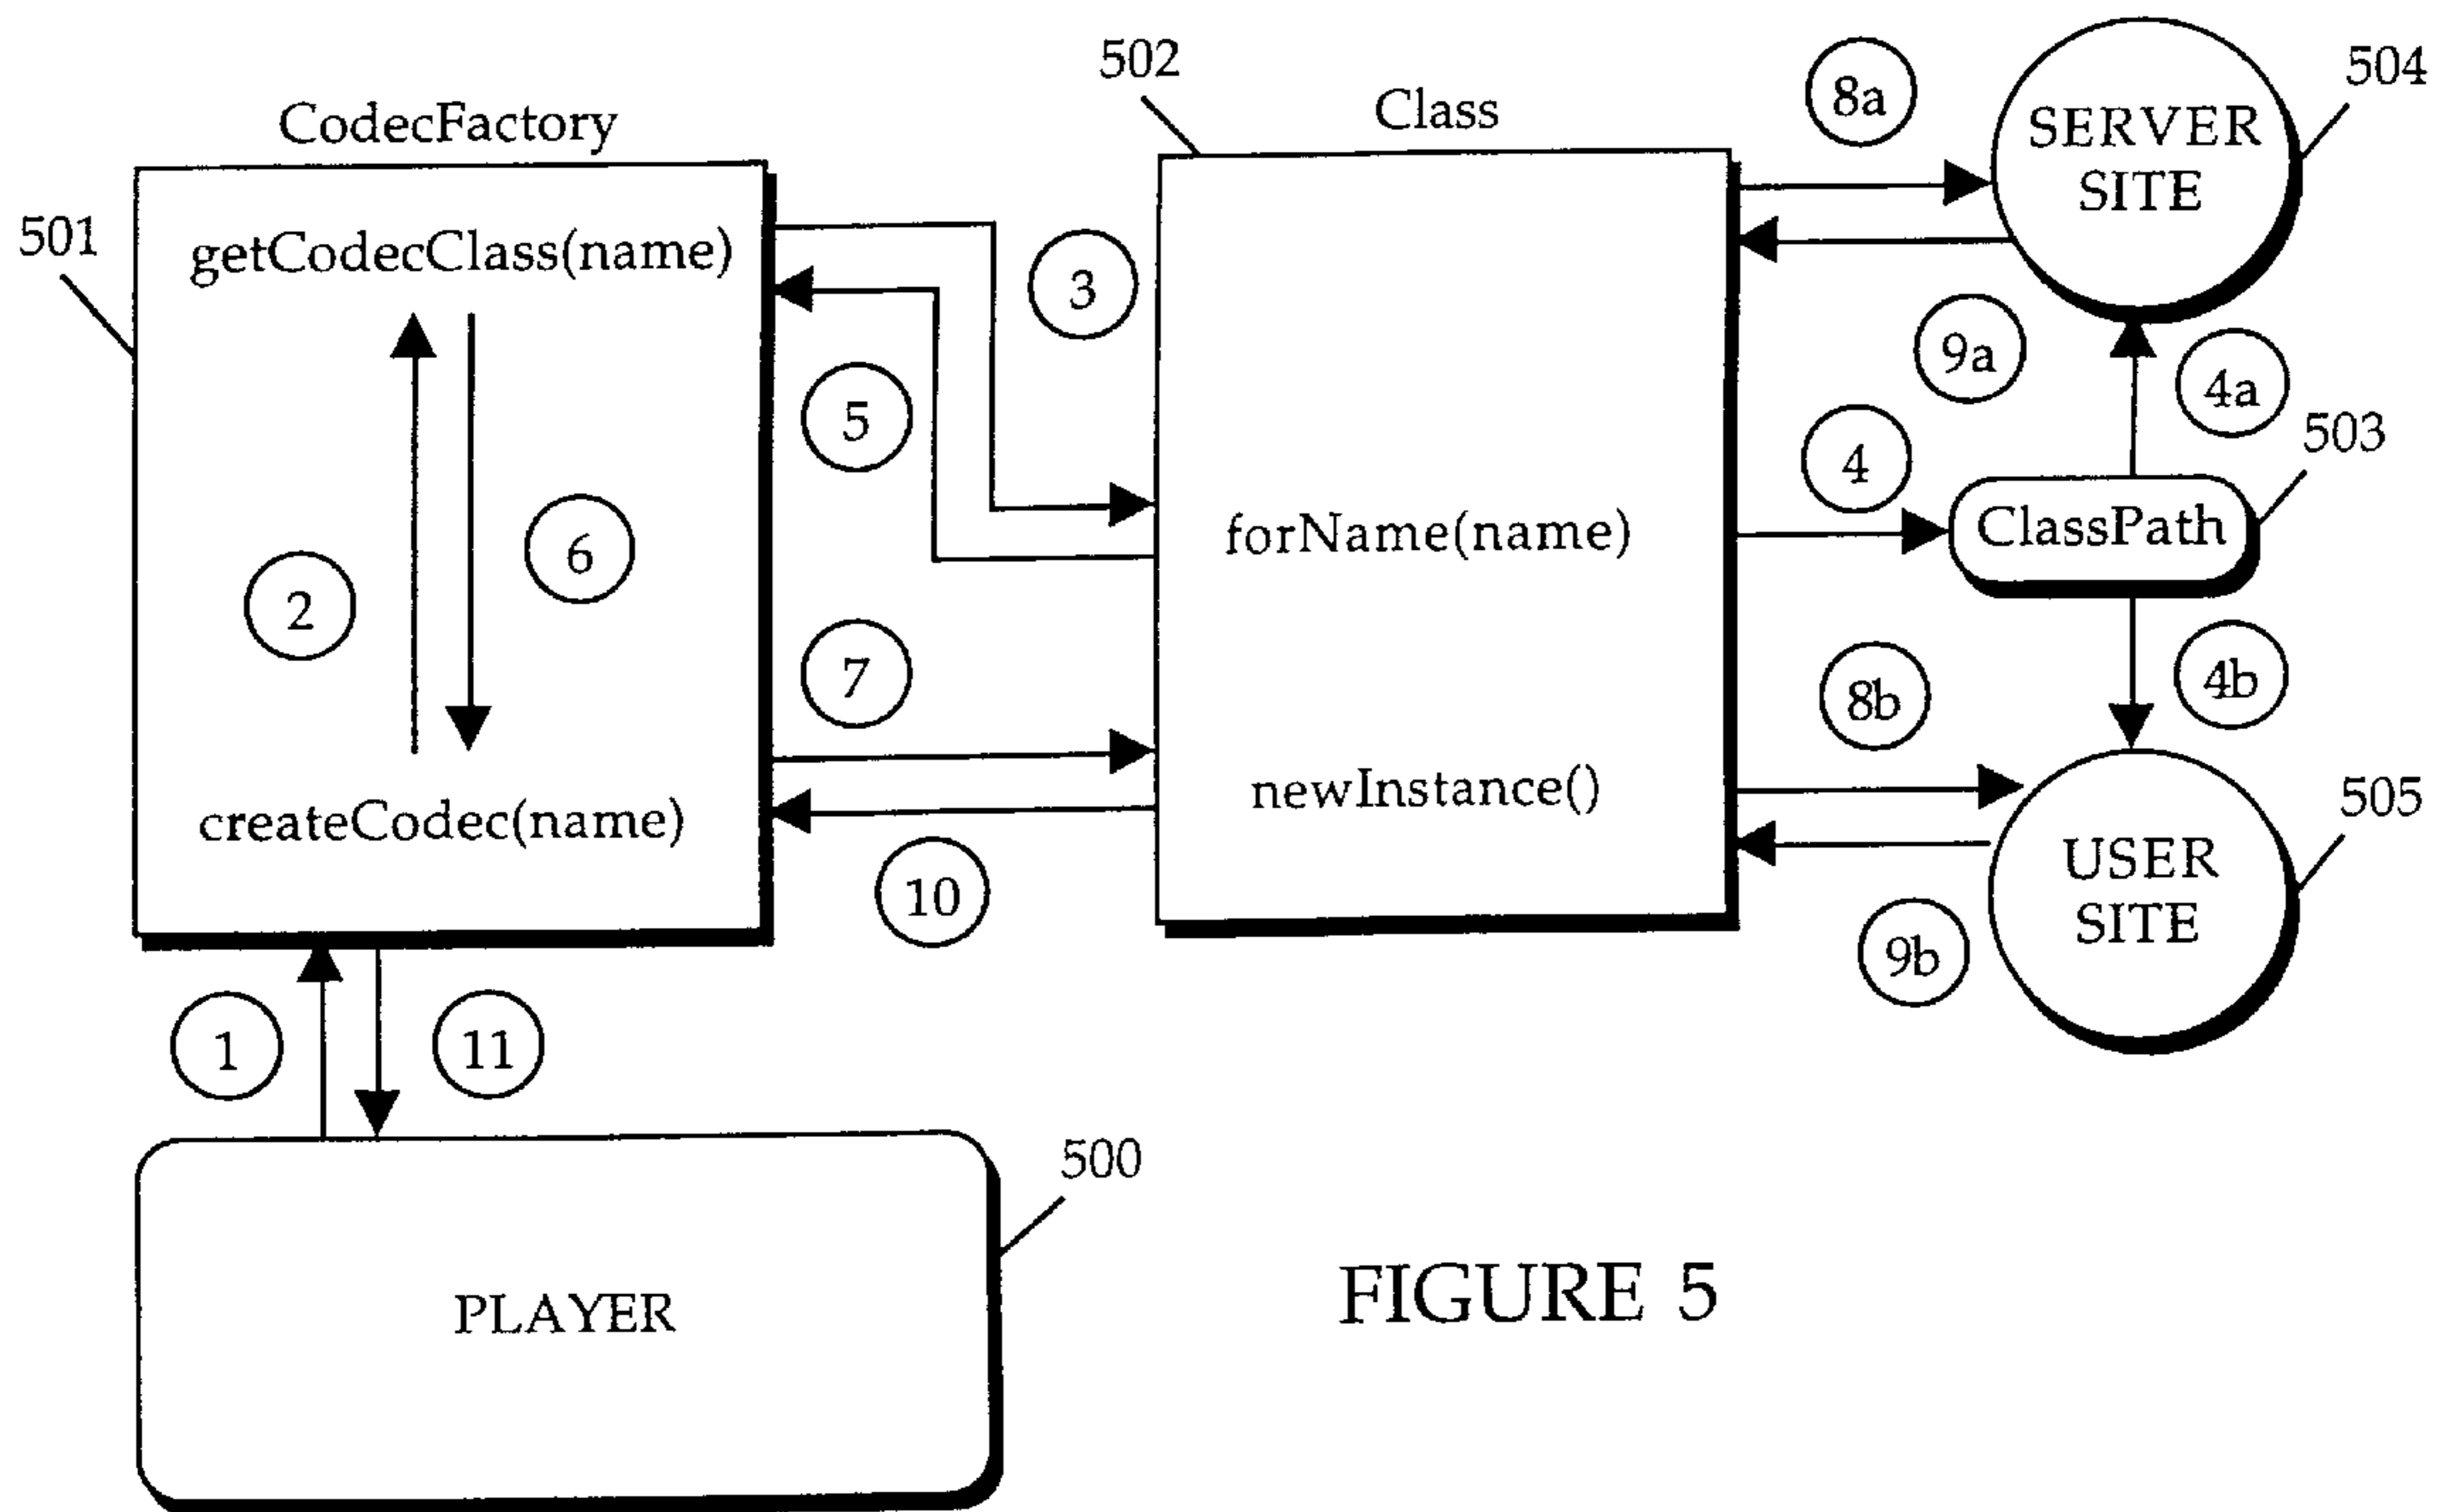 502
8a
504
CodecFactory
Class
SERVER
SITE
501
getCodecClass(name)
3
9a
4a
5
4
503
forName(name)
ClassPath
6
2
7
8b
4b
newInstance()
505
createCodec(name)
USER
SITE
10
9b
1
11
500
PLAYER
FIGURE 5